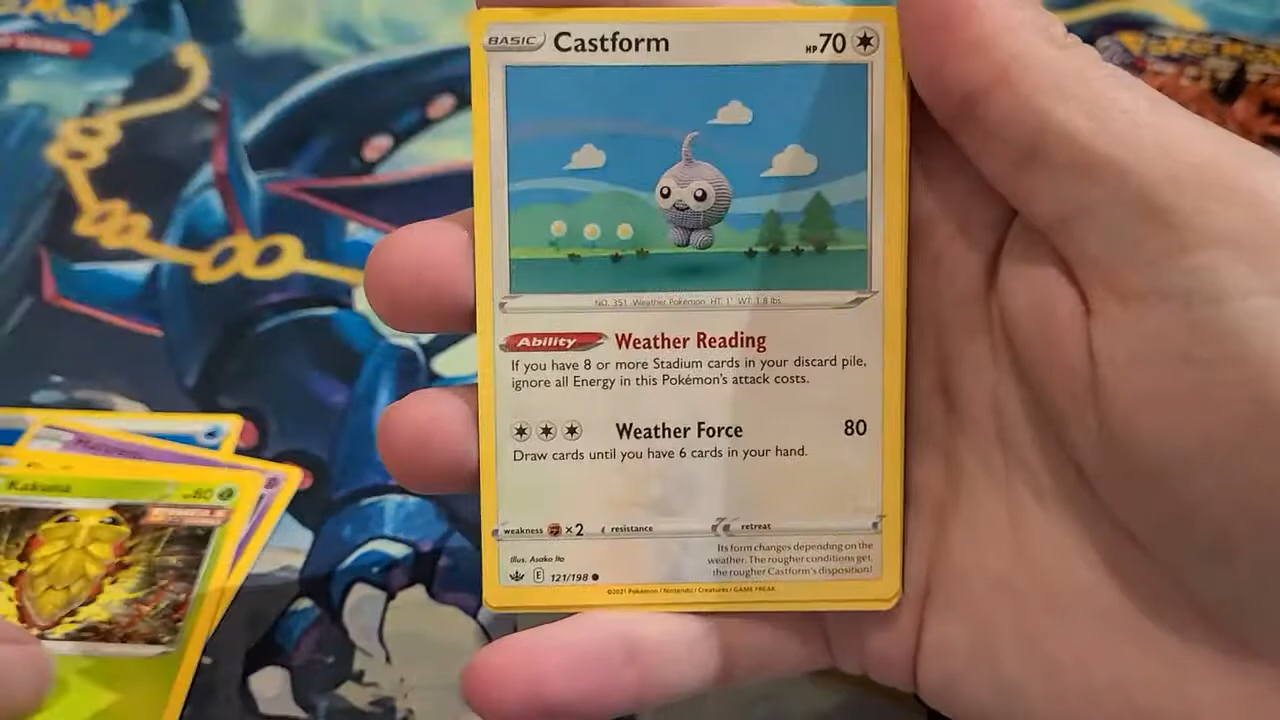 BASIC Castform HP 70
NO. 351 Weather Pokémon HT: 1' WT: 1.8 lbs.
Ability Weather Reading
If you have 8 or more Stadium cards in your discard pile,
ignore all Energy in this Pokémon's attack costs.
Weather Force 80
Draw cards until you have 6 cards in your hand.
weakness ×2 resistance retreat
Illus. Asako Ito
Its form changes depending on the
weather. The rougher conditions get,
the rougher Castform's disposition!
E 121/198
©2021 Pokémon / Nintendo / Creatures / GAME FREAK
Kakuna 80